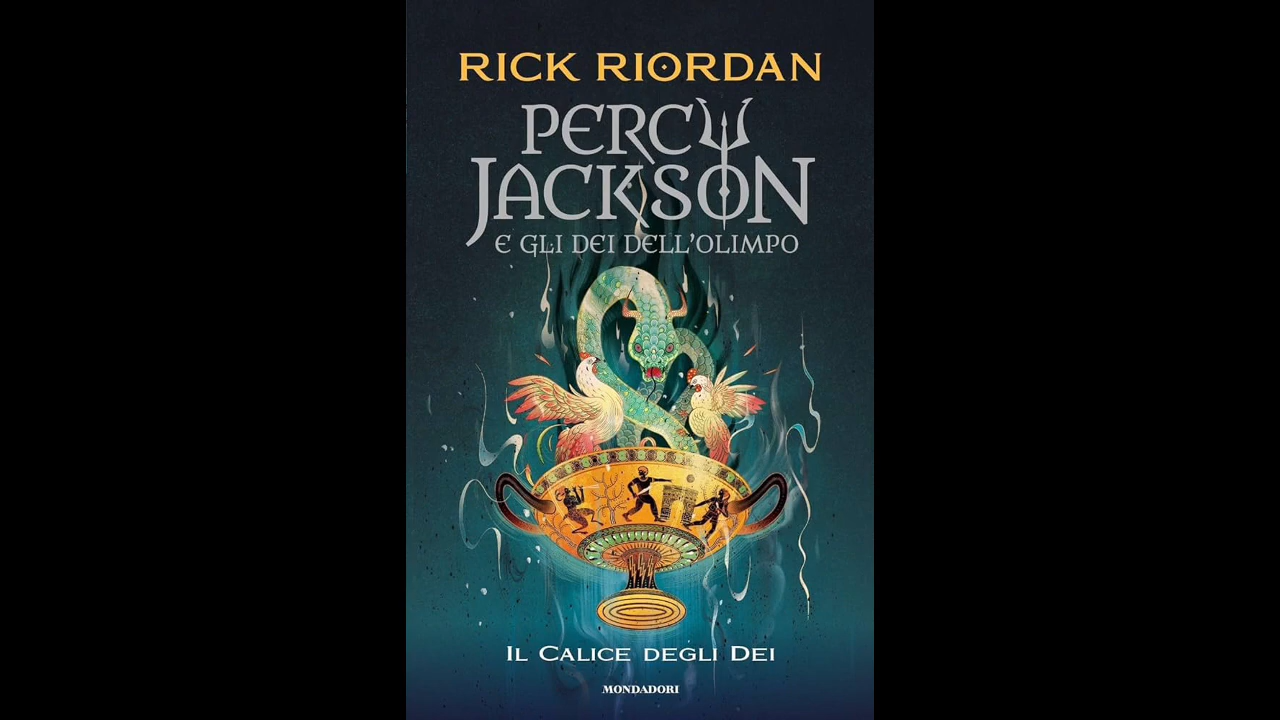 RICK RIORDAN
PERCY
JACKSON
E GLI DEI DELL'OLIMPO
IL CALICE DEGLI DEI
MONDADORI